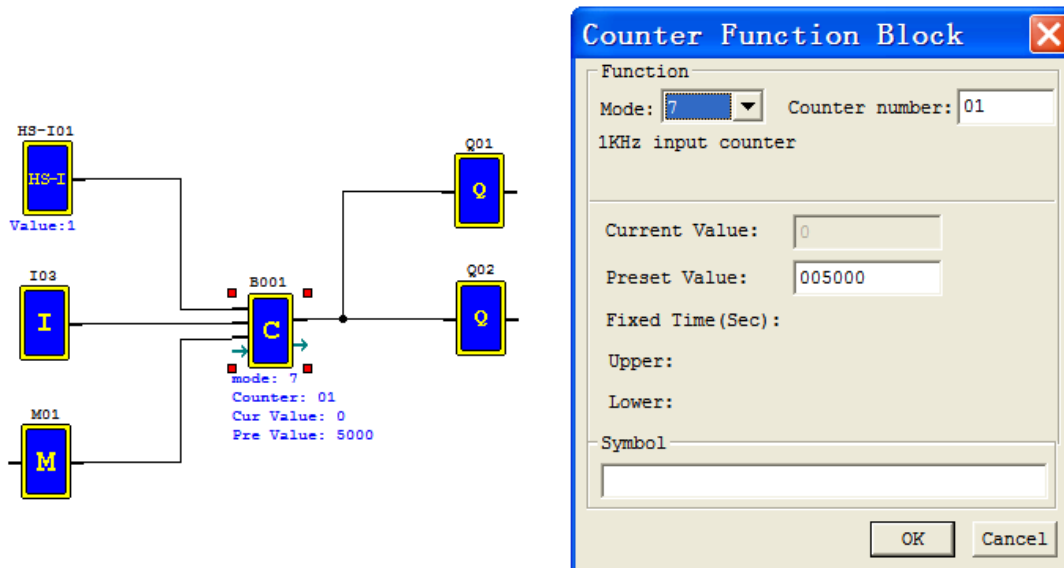 HS-I01
HS-I
Value:1
I03
I
M01
M
B001
C
mode: 7
Counter: 01
Cur Value: 0
Pre Value: 5000
Q01
Q
Q02
Q
Counter Function Block
Function
Mode: 7 Counter number: 01
1KHz input counter
Current Value: 0
Preset Value: 005000
Fixed Time(Sec):
Upper:
Lower:
Symbol
OK Cancel